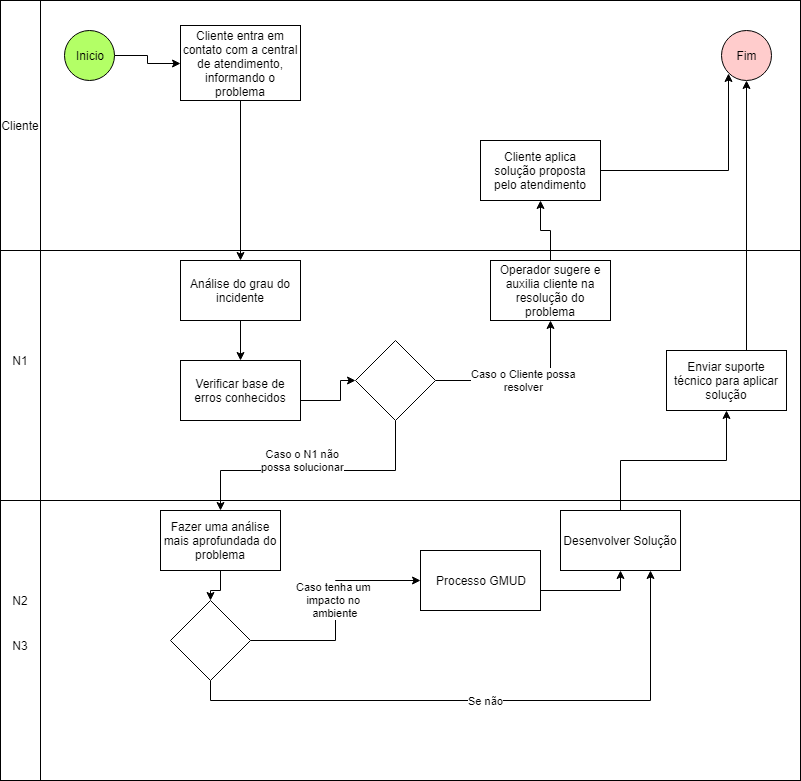 Inicio
Cliente entra em
contato com a central
de atendimento,
informando o
problema
Fim
Cliente
Cliente aplica
solução proposta
pelo atendimento
Análise do grau do
incidente
Operador sugere e
auxilia cliente na
resolução do
problema
N1
Verificar base de
erros conhecidos
Caso o Cliente possa
resolver
Enviar suporte
técnico para aplicar
solução
Caso o N1 não
possa solucionar
Fazer uma análise
mais aprofundada do
problema
Desenvolver Solução
Caso tenha um
impacto no
ambiente
Processo GMUD
N2
N3
Se não